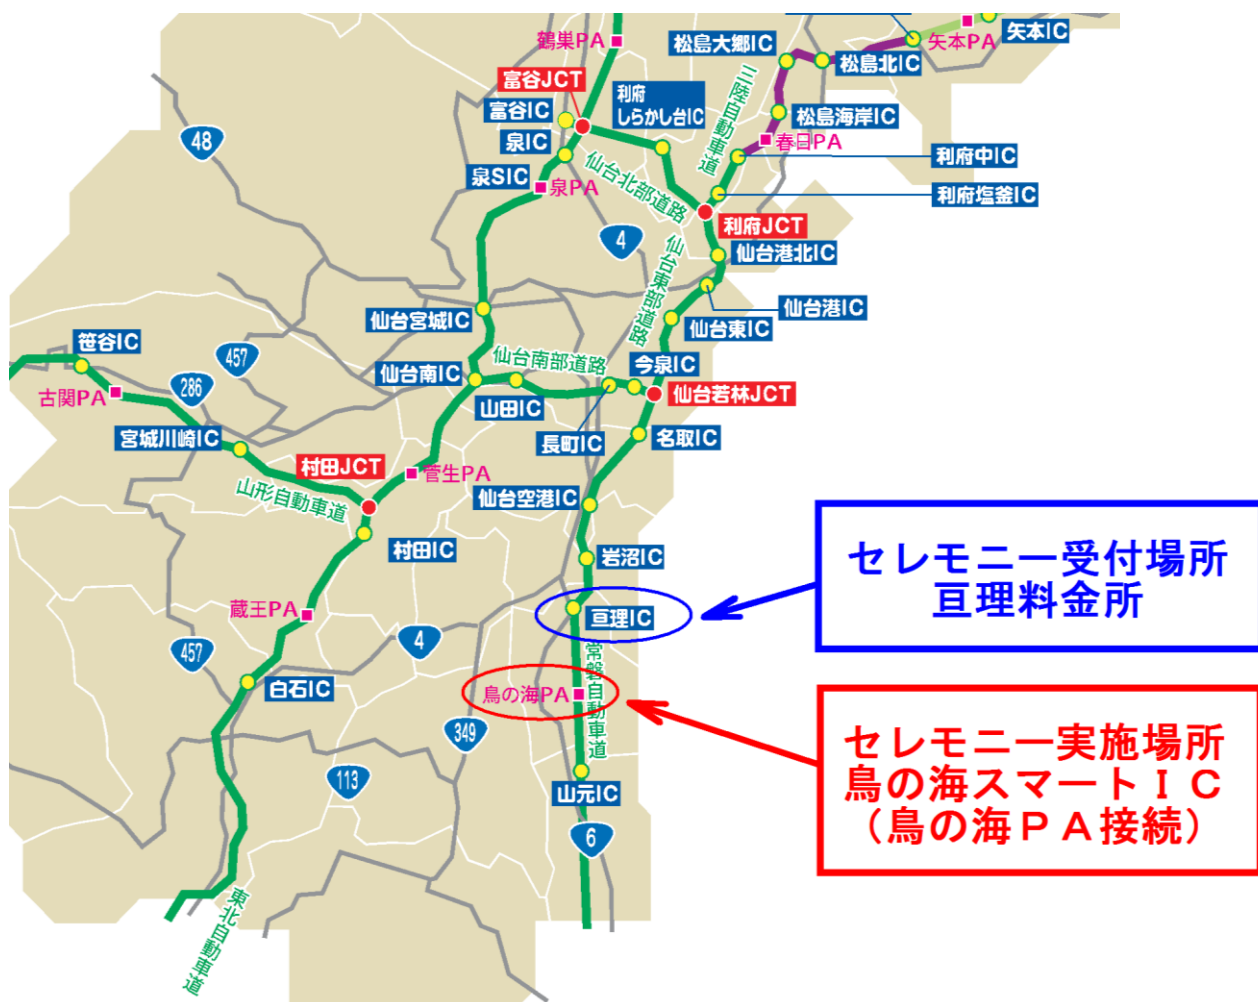 鶴巣PA
松島大郷IC
矢本PA
矢本IC
松島北IC
富谷JCT
富谷IC
泉IC
利府
しらかし台IC
三陸自動車道
松島海岸IC
春日PA
利府中IC
48
泉SIC
泉PA
仙台北部道路
利府塩釜IC
4
利府JCT
仙台港北IC
仙台東部道路
仙台港IC
仙台宮城IC
仙台東IC
笹谷IC
457
仙台南部道路
今泉IC
古関PA
286
仙台南IC
山田IC
仙台若林JCT
宮城川崎IC
長町IC
名取IC
村田JCT
菅生PA
山形自動車道
仙台空港IC
村田IC
岩沼IC
セレモニー受付場所
亘理料金所
蔵王PA
亘理IC
4
457
常磐自動車道
白石IC
鳥の海PA
349
セレモニー実施場所
鳥の海スマートＩＣ
（鳥の海ＰＡ接続）
113
山元IC
6
東北自動車道